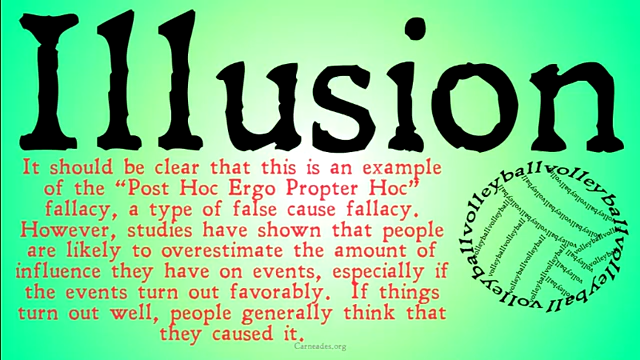 Illusion
It should be clear that this is an example
of the “Post Hoc Ergo Propter Hoc”
fallacy, a type of false cause fallacy.
However, studies have shown that people
are likely to overestimate the amount of
influence they have on events, especially if
the events turn out favorably. If things
turn out well, people generally think that
they caused it.
volleyballvolleyballvolleyballvolleyballvolleyball
Carneades.org